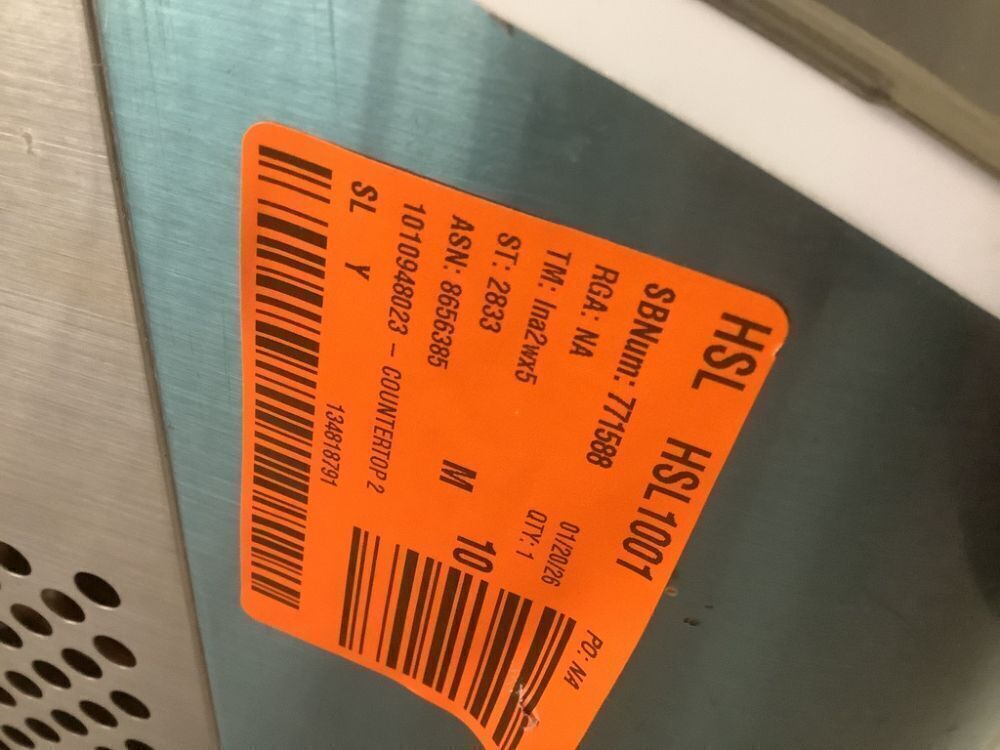 HSL HSL1001
SBNum: 771588
RGA: NA
01/20/26 PO: NA
TM: lna2wx5
QTY: 1
ST: 2833
M 10
ASN: 8656385
1010948023 - COUNTERTOP 2
SL Y
134818791